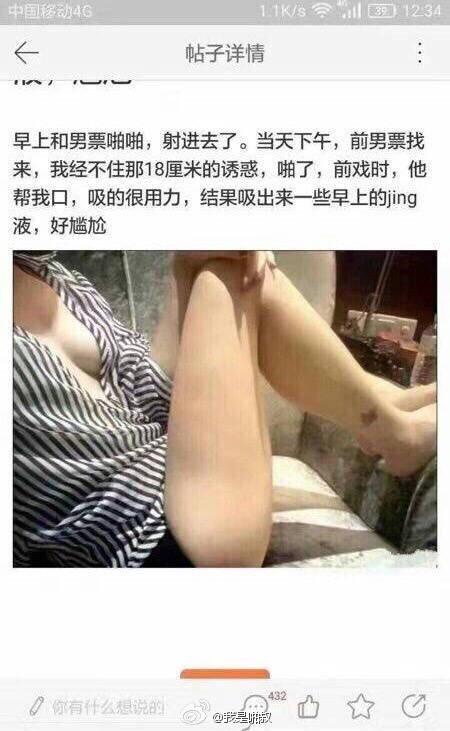 中国移动4G 1.1K/s 4G 39 12:34
帖子详情
早上和男票啪啪，射进去了。当天下午，前男票找
来，我经不住那18厘米的诱惑，啪了，前戏时，他
帮我口，吸的很用力，结果吸出来一些早上的jing
液，好尴尬
你有什么想说的 432
@我是啪叔